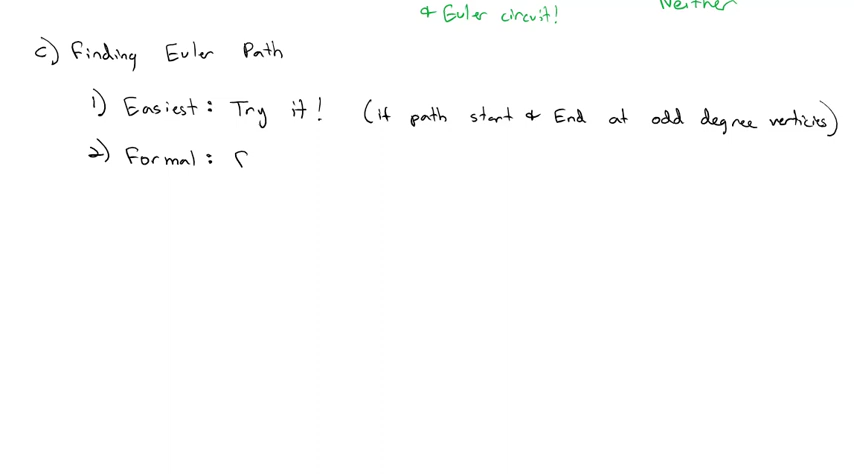 & Euler circuit! Neither
c) Finding Euler Path
1) Easiest: Try it! (if path start & End at odd degree verticies)
2) Formal: